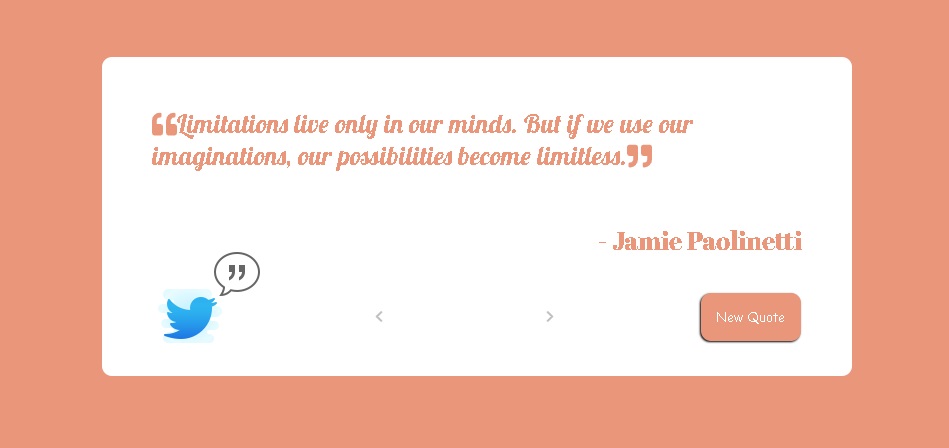 ❝Limitations live only in our minds. But if we use our
imaginations, our possibilities become limitless.❞
- Jamie Paolinetti
❞
New Quote